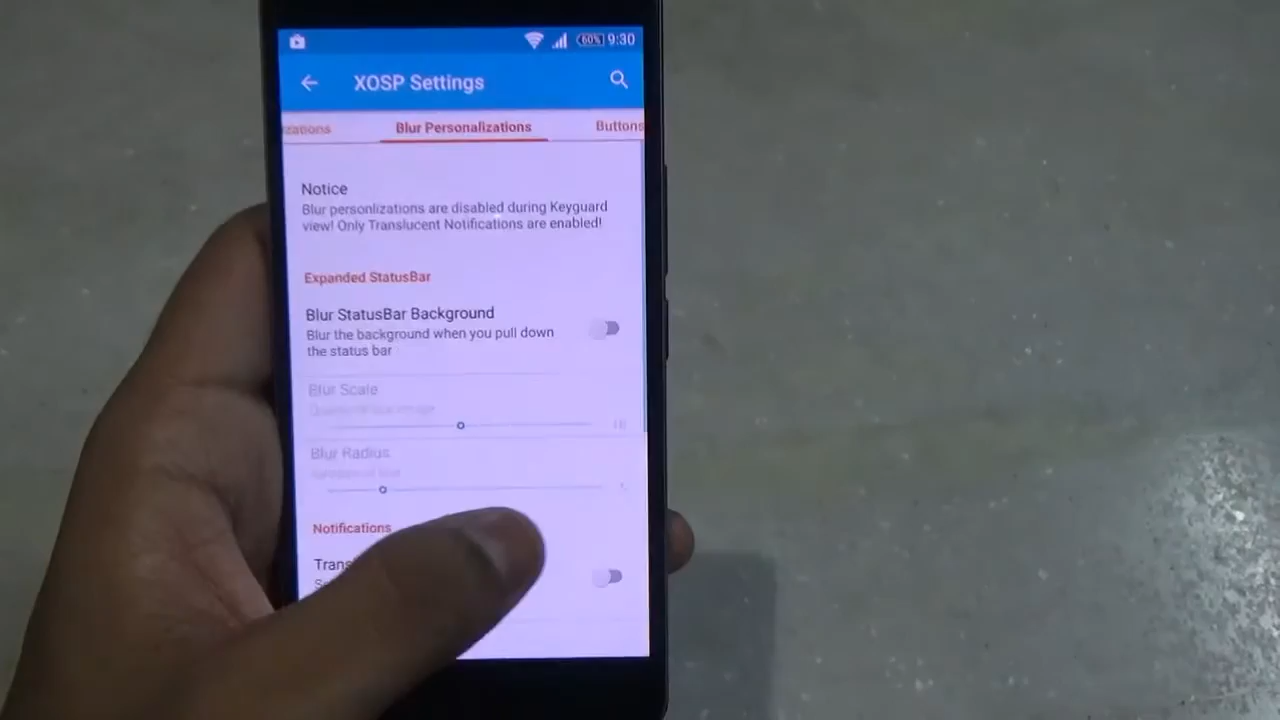 60% 9:30
XOSP Settings
zations Blur Personalizations Buttons
Notice
Blur personlizations are disabled during Keyguard
view! Only Translucent Notifications are enabled!
Expanded StatusBar
Blur StatusBar Background
Blur the background when you pull down
the status bar
Blur Scale
10
Blur Radius
Notifications
Trans